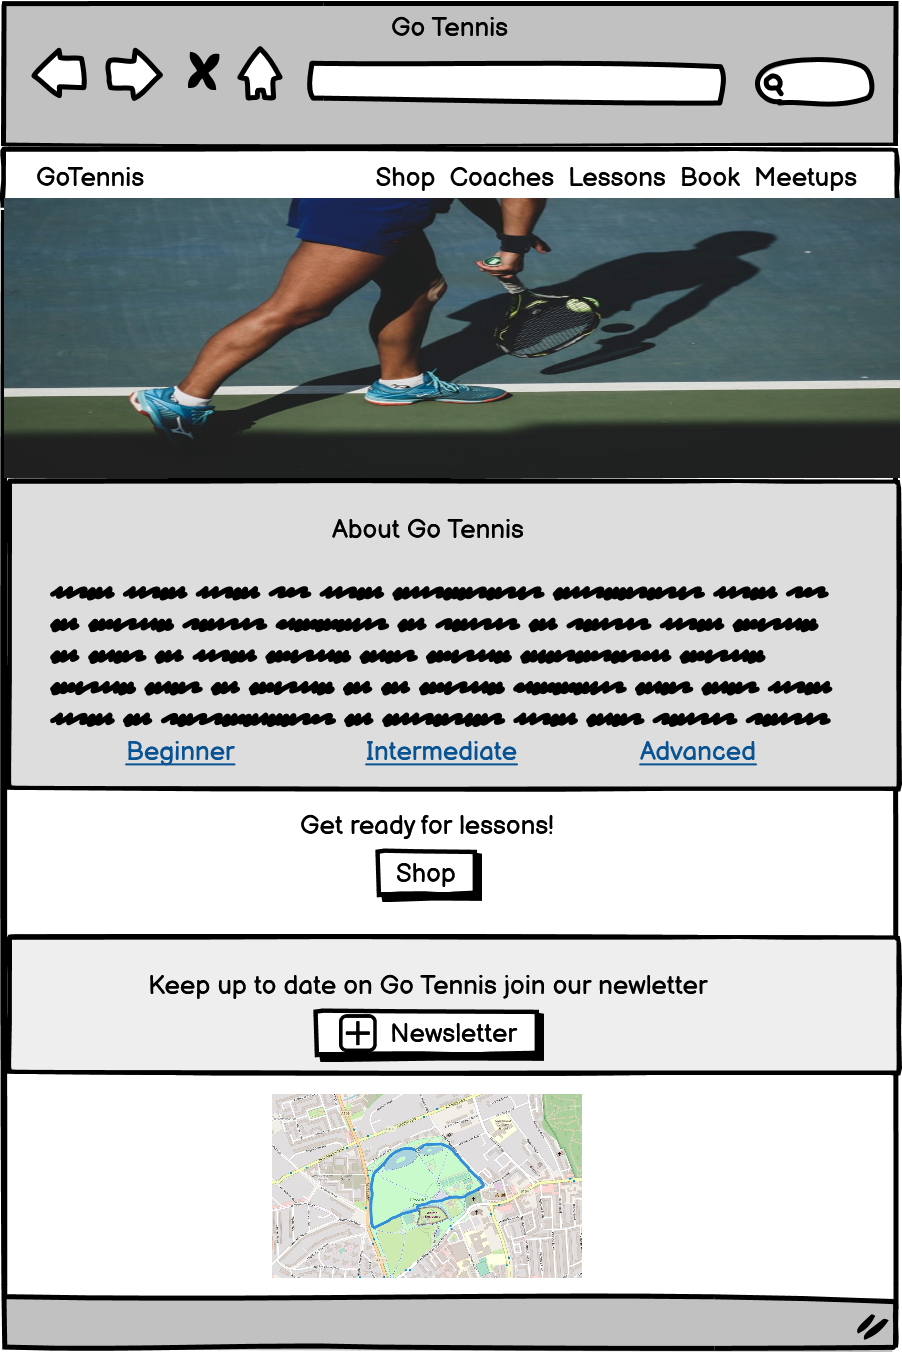 Go Tennis
GoTennis Shop Coaches Lessons Book Meetups
About Go Tennis
Beginner Intermediate Advanced
Get ready for lessons!
Shop
Keep up to date on Go Tennis join our newletter
Newsletter